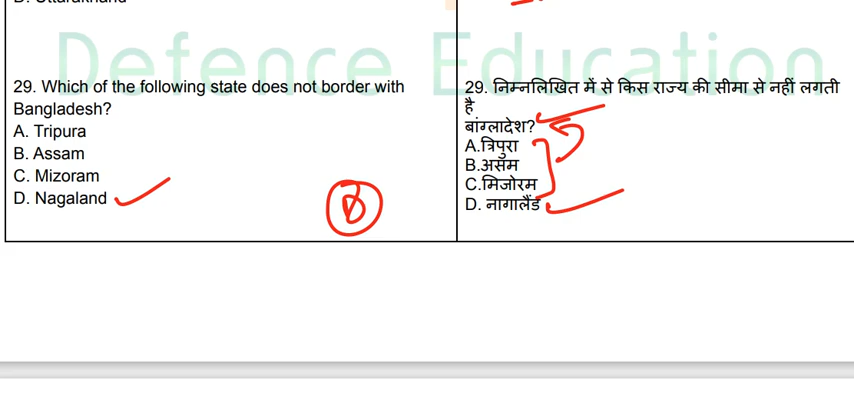 D. Uttarakhand
Defence Education
29. Which of the following state does not border with
Bangladesh?
A. Tripura
B. Assam
C. Mizoram
D. Nagaland
29. निम्नलिखित में से किस राज्य की सीमा से नहीं लगती
है
बांग्लादेश?
A.त्रिपुरा
B.असम
C.मिजोरम
D. नागालैंड